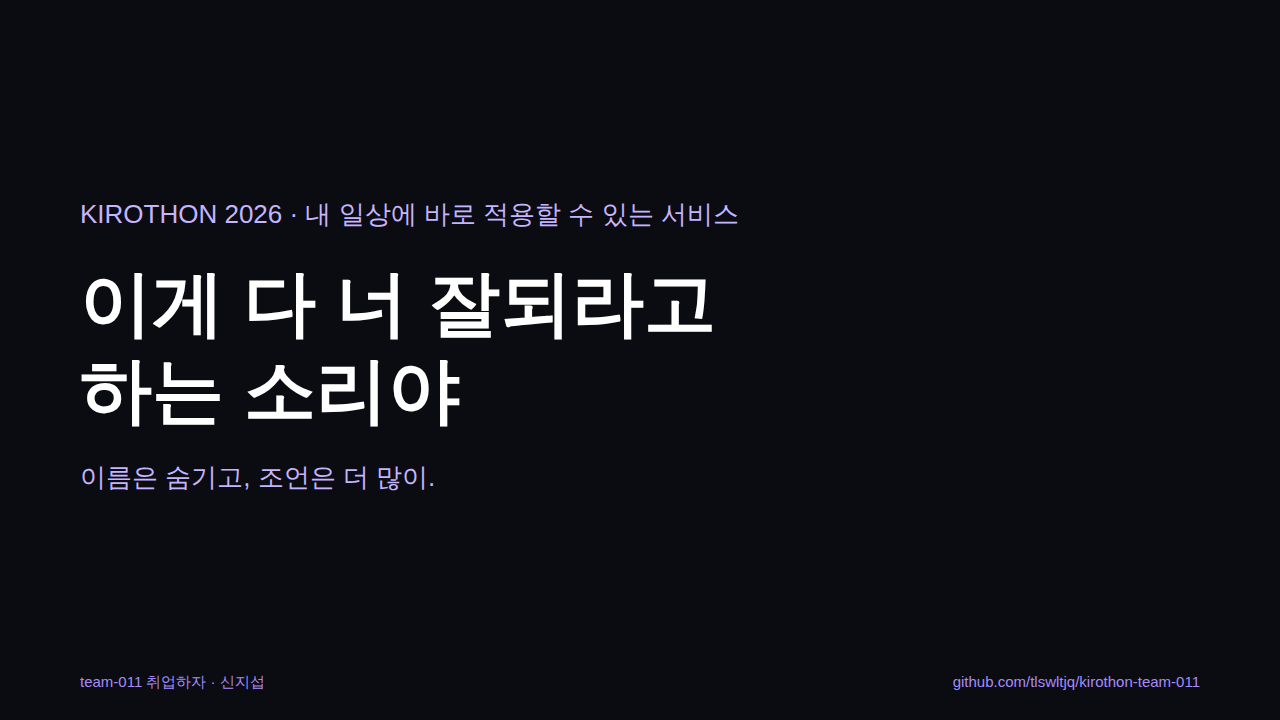 KIROTHON 2026 · 내 일상에 바로 적용할 수 있는 서비스
이게 다 너 잘되라고
하는 소리야
이름은 숨기고, 조언은 더 많이.
team-011 취업하자 · 신지섭
github.com/tlswltjq/kirothon-team-011